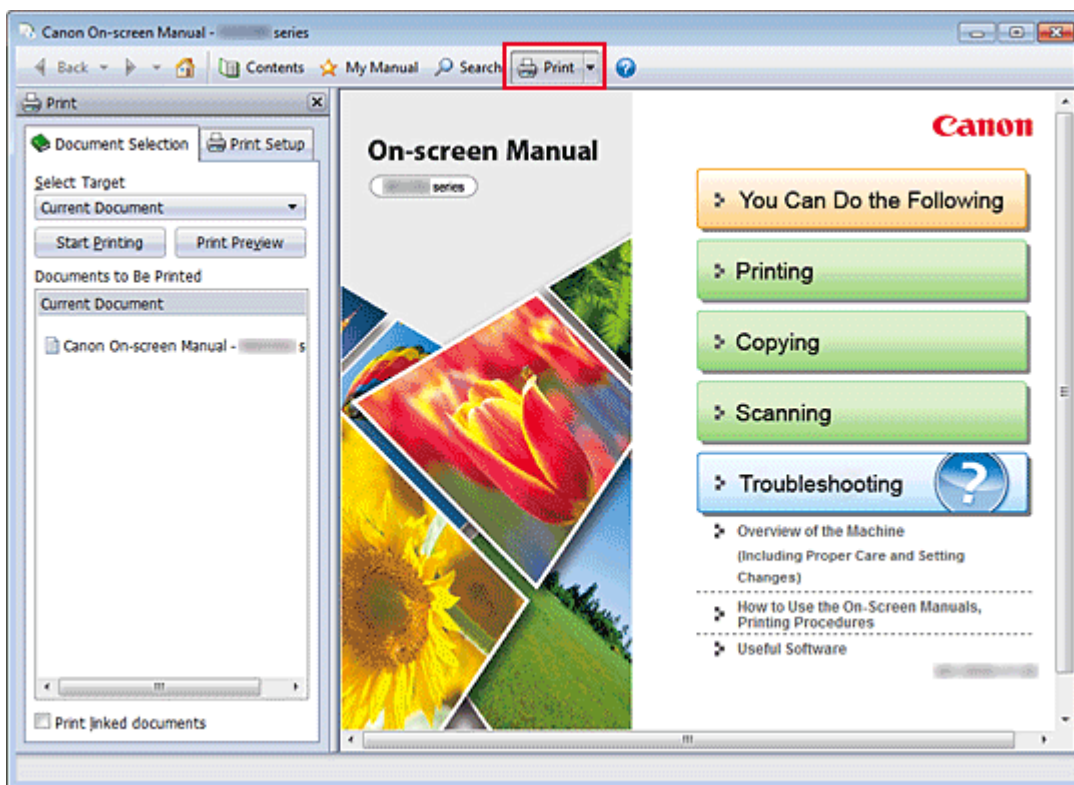 Canon On-screen Manual - series
Back Contents My Manual Search Print
Print
Document Selection Print Setup
Select Target
Current Document
Start Printing Print Preview
Documents to Be Printed
Current Document
Canon On-screen Manual - s
Print linked documents
On-screen Manual
series
Canon
You Can Do the Following
Printing
Copying
Scanning
Troubleshooting
?
Overview of the Machine
(Including Proper Care and Setting
Changes)
How to Use the On-Screen Manuals,
Printing Procedures
Useful Software